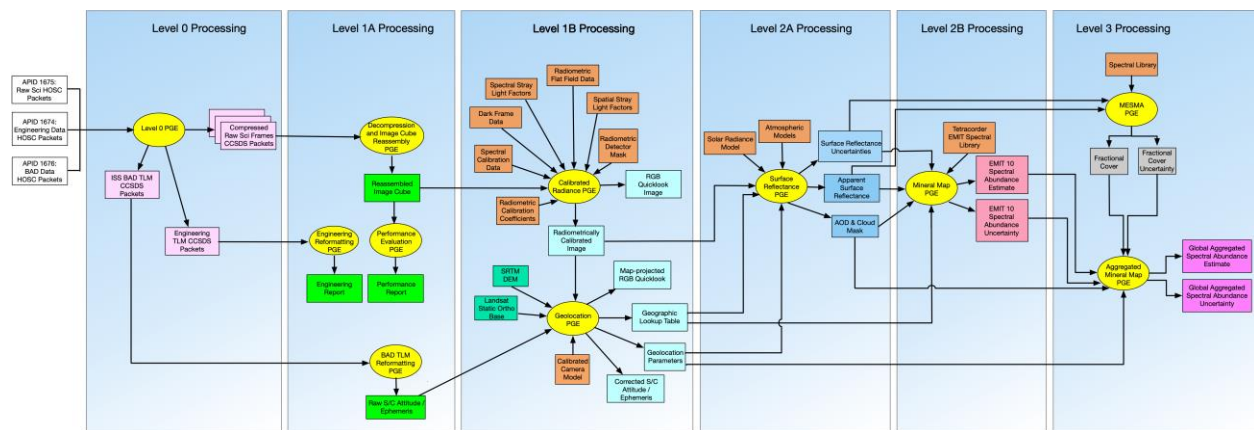 Level 0 Processing
Level 1A Processing
Level 1B Processing
Level 2A Processing
Level 2B Processing
Level 3 Processing
APID 1675:
Raw Sci HOSC
Packets
APID 1674:
Engineering Data
HOSC Packets
APID 1676:
BAD Data
HOSC Packets
Level 0 PGE
Compressed
Raw Sci Frames
CCSDS Packets
ISS BAD TLM
CCSDS
Packets
Engineering
TLM CCSDS
Packets
Decompression
and Image Cube
Reassembly
PGE
Reassembled
Image Cube
Engineering
Reformatting
PGE
Performance
Evaluation
PGE
Engineering
Report
Performance
Report
BAD TLM
Reformatting
PGE
Raw S/C Attitude /
Ephemeris
Radiometric
Flat Field Data
Spectral Stray
Light Factors
Spatial Stray
Light Factors
Dark Frame
Data
Radiometric
Detector
Mask
Spectral
Calibration
Data
Calibrated
Radiance PGE
RGB
Quicklook
Image
Radiometric
Calibration
Coefficients
Radiometrically
Calibrated
Image
SRTM
DEM
Map-projected
RGB Quicklook
Landsat
Static Ortho
Base
Geolocation
PGE
Geographic
Lookup Table
Geolocation
Parameters
Calibrated
Camera
Model
Corrected S/C
Attitude /
Ephemeris
Solar Radiance
Model
Atmospheric
Models
Surface Reflectance
Uncertainties
Surface
Reflectance
PGE
Apparent
Surface
Reflectance
AOD & Cloud
Mask
Tetracorder
EMIT Spectral
Library
Mineral Map
PGE
EMIT 10
Spectral
Abundance
Estimate
EMIT 10
Spectral
Abundance
Uncertainty
Spectral Library
MESMA
PGE
Fractional
Cover
Fractional
Cover
Uncertainty
Aggregated
Mineral Map
PGE
Global Aggregated
Spectral Abundance
Estimate
Global Aggregated
Spectral Abundance
Uncertainty